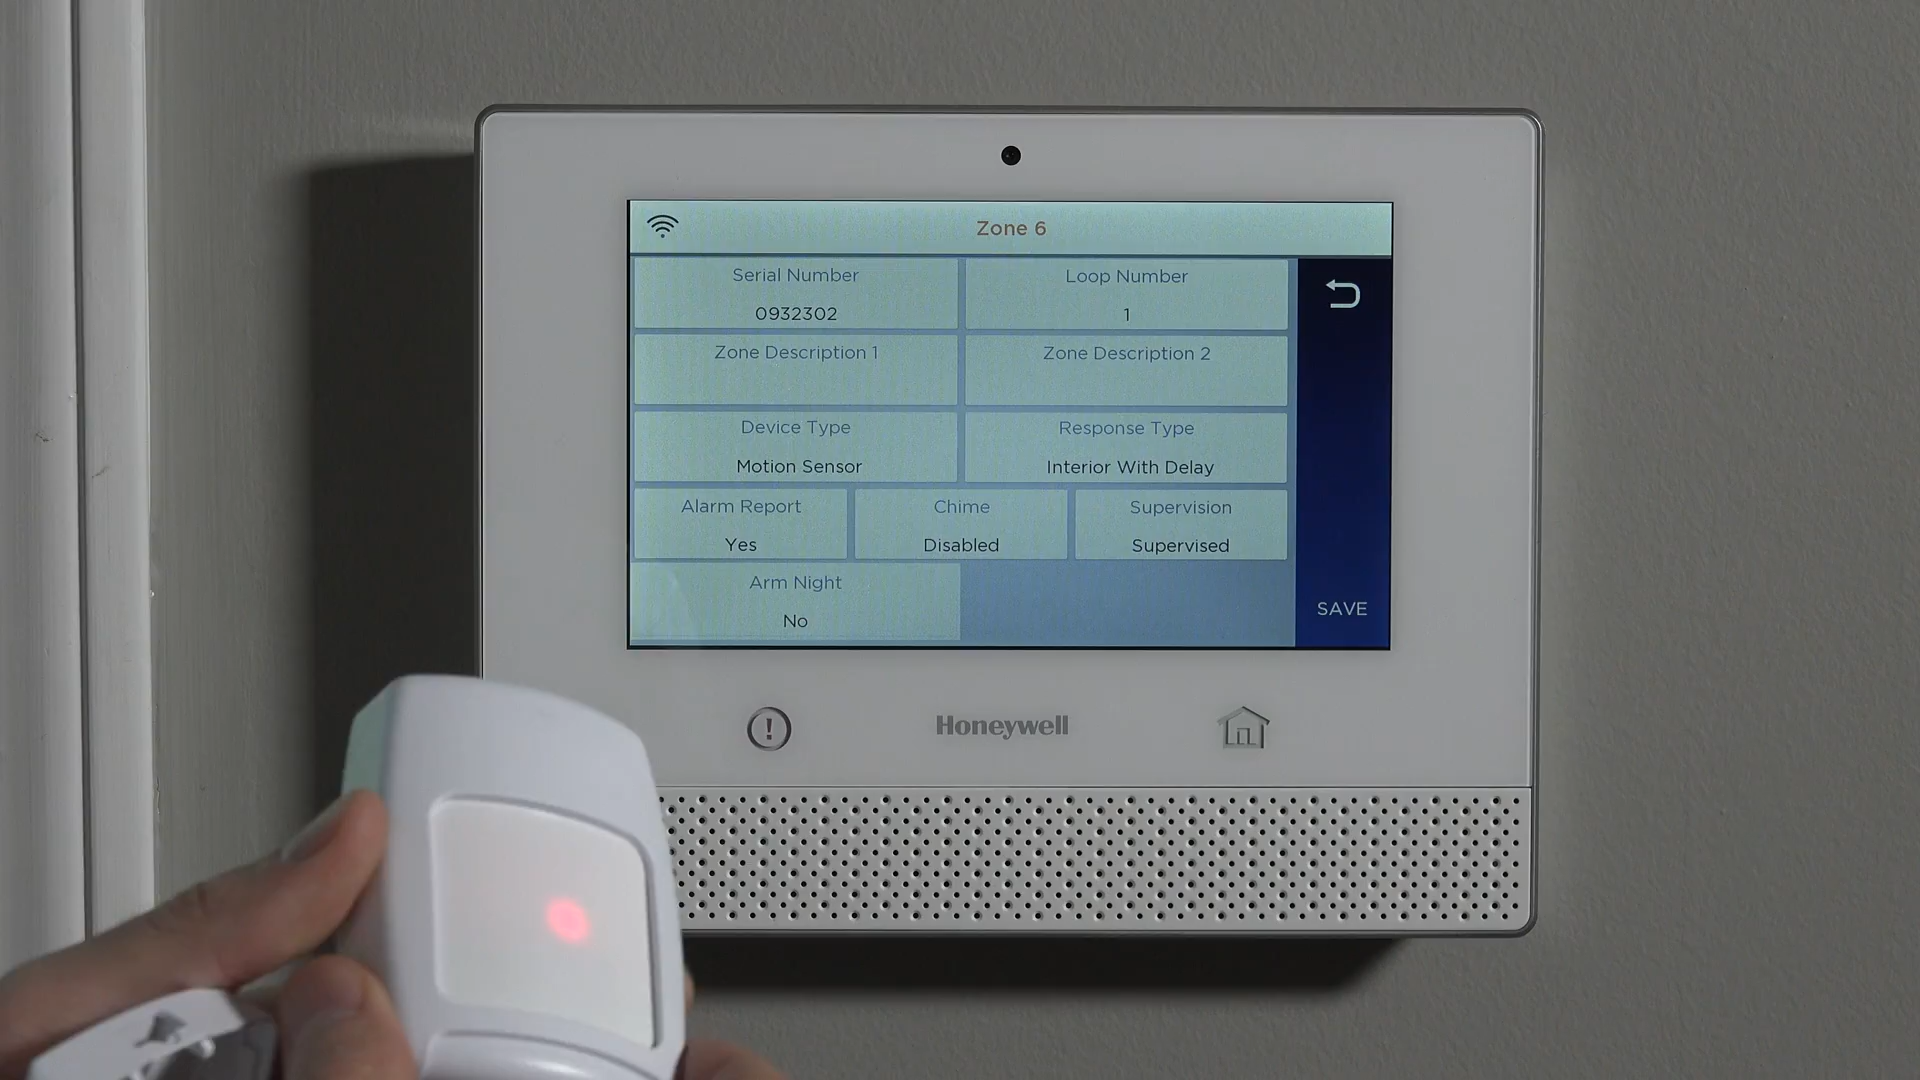 Zone 6
Serial Number
0932302
Loop Number
1
Zone Description 1
Zone Description 2
Device Type
Motion Sensor
Response Type
Interior With Delay
Alarm Report
Yes
Chime
Disabled
Supervision
Supervised
Arm Night
No
SAVE
Honeywell